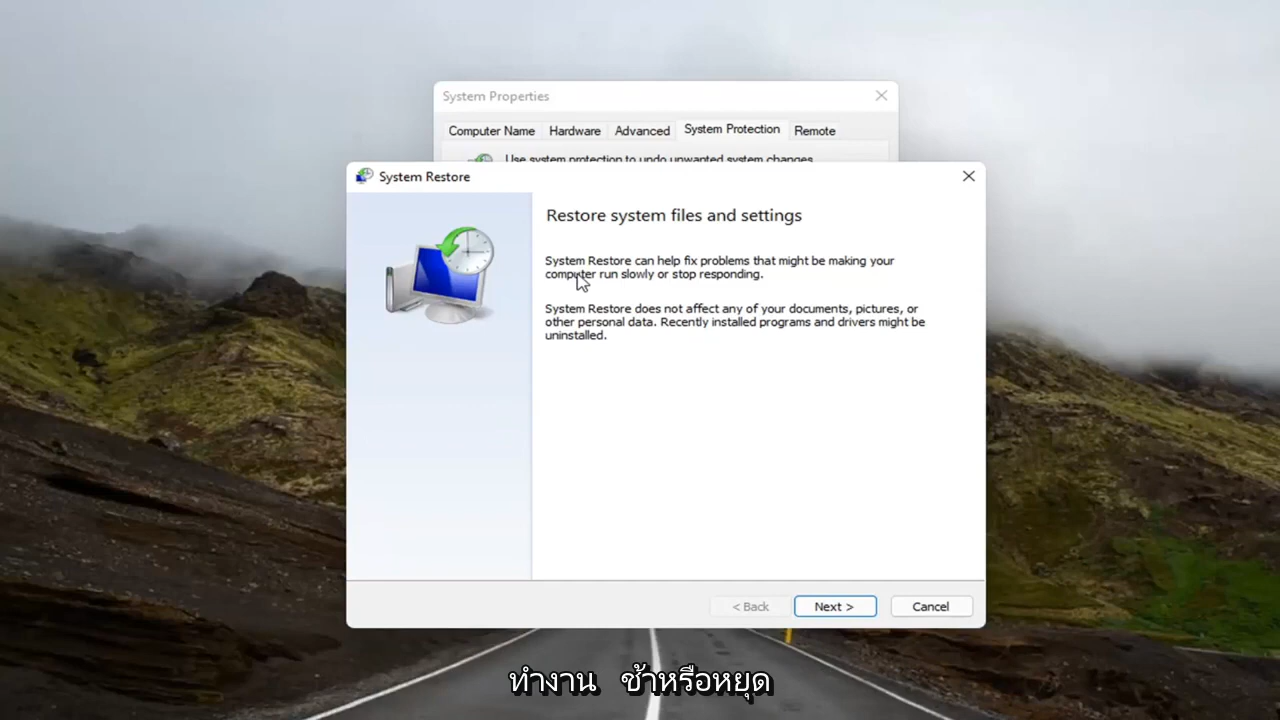 System Properties
Computer Name Hardware Advanced System Protection Remote
Use system protection to undo unwanted system changes
System Restore
Restore system files and settings
System Restore can help fix problems that might be making your
computer run slowly or stop responding.
System Restore does not affect any of your documents, pictures, or
other personal data. Recently installed programs and drivers might be
uninstalled.
< Back Next > Cancel
ทำงาน ช้าหรือหยุด